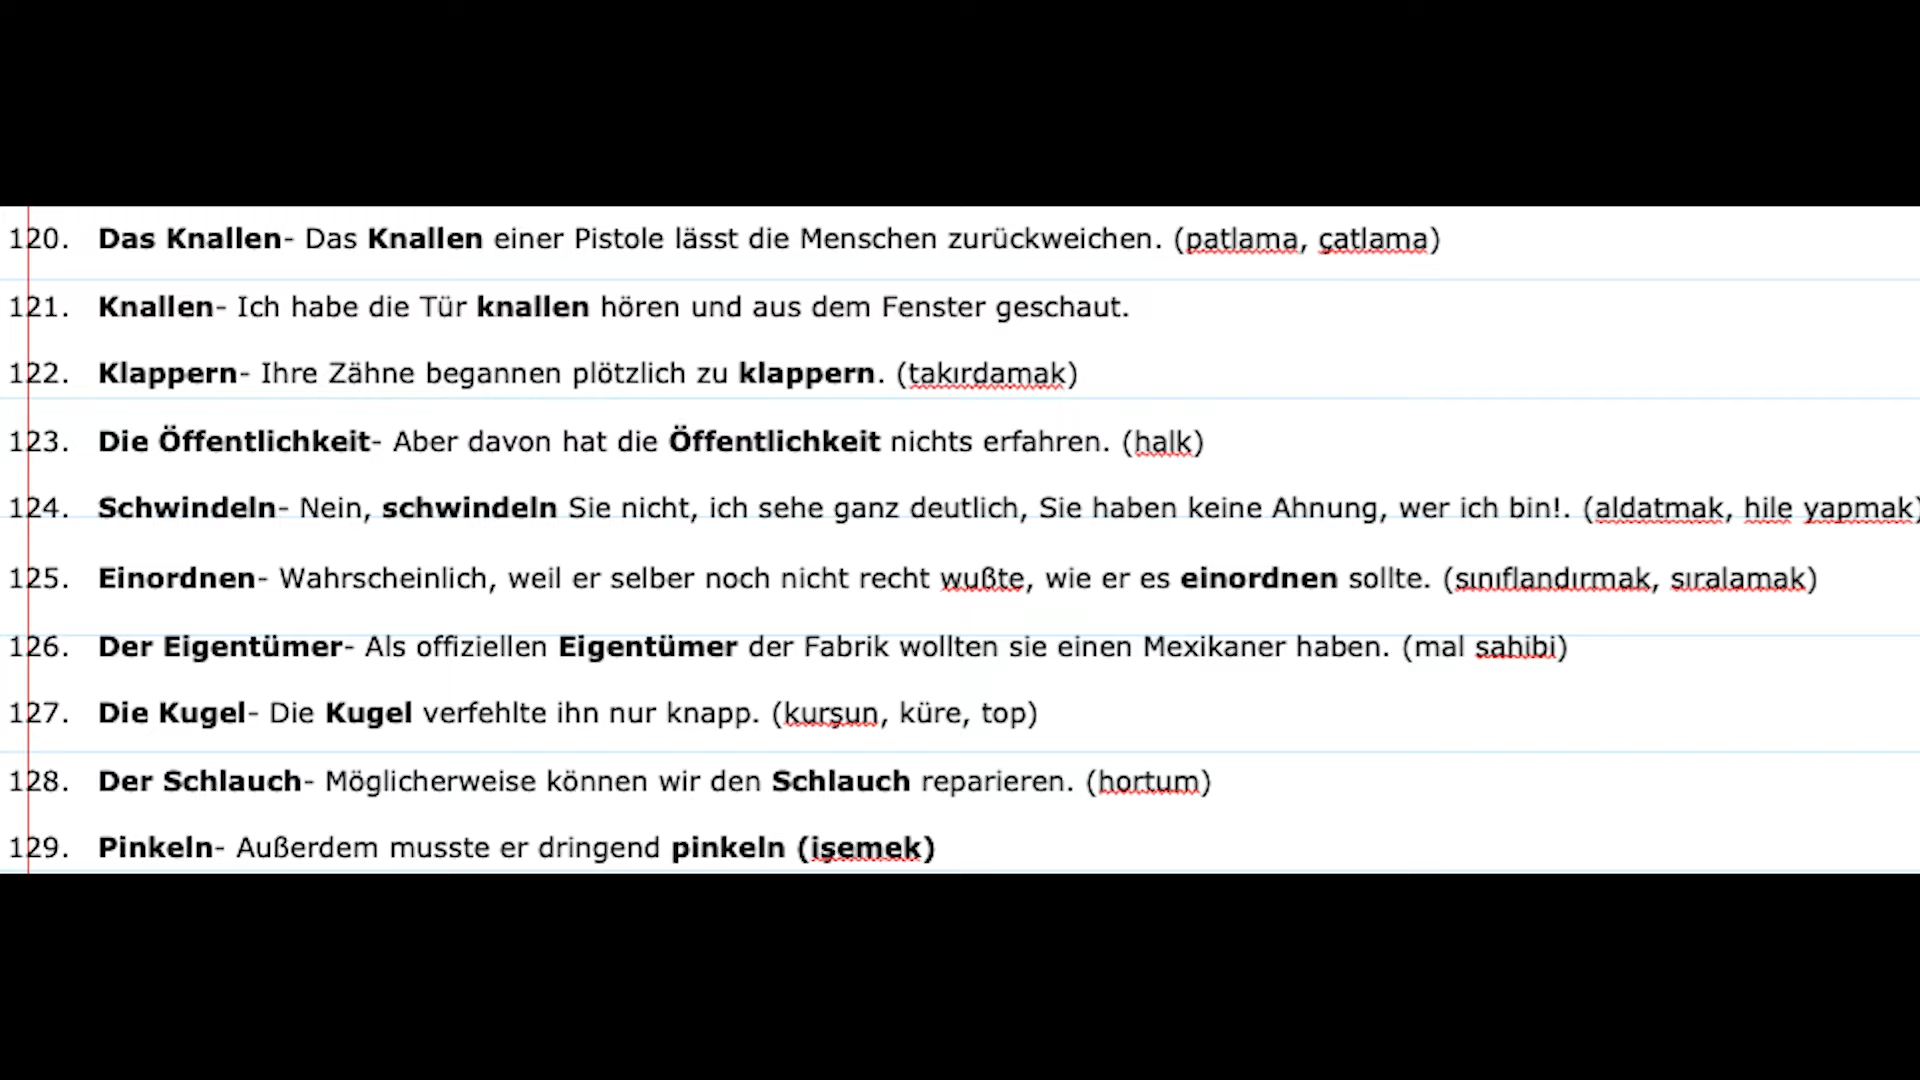 120. Das Knallen- Das Knallen einer Pistole lässt die Menschen zurückweichen. (patlama, çatlama)
121. Knallen- Ich habe die Tür knallen hören und aus dem Fenster geschaut.
122. Klappern- Ihre Zähne begannen plötzlich zu klappern. (takırdamak)
123. Die Öffentlichkeit- Aber davon hat die Öffentlichkeit nichts erfahren. (halk)
124. Schwindeln- Nein, schwindeln Sie nicht, ich sehe ganz deutlich, Sie haben keine Ahnung, wer ich bin!. (aldatmak, hile yapmak)
125. Einordnen- Wahrscheinlich, weil er selber noch nicht recht wußte, wie er es einordnen sollte. (sınıflandırmak, sıralamak)
126. Der Eigentümer- Als offiziellen Eigentümer der Fabrik wollten sie einen Mexikaner haben. (mal sahibi)
127. Die Kugel- Die Kugel verfehlte ihn nur knapp. (kurşun, küre, top)
128. Der Schlauch- Möglicherweise können wir den Schlauch reparieren. (hortum)
129. Pinkeln- Außerdem musste er dringend pinkeln (işemek)